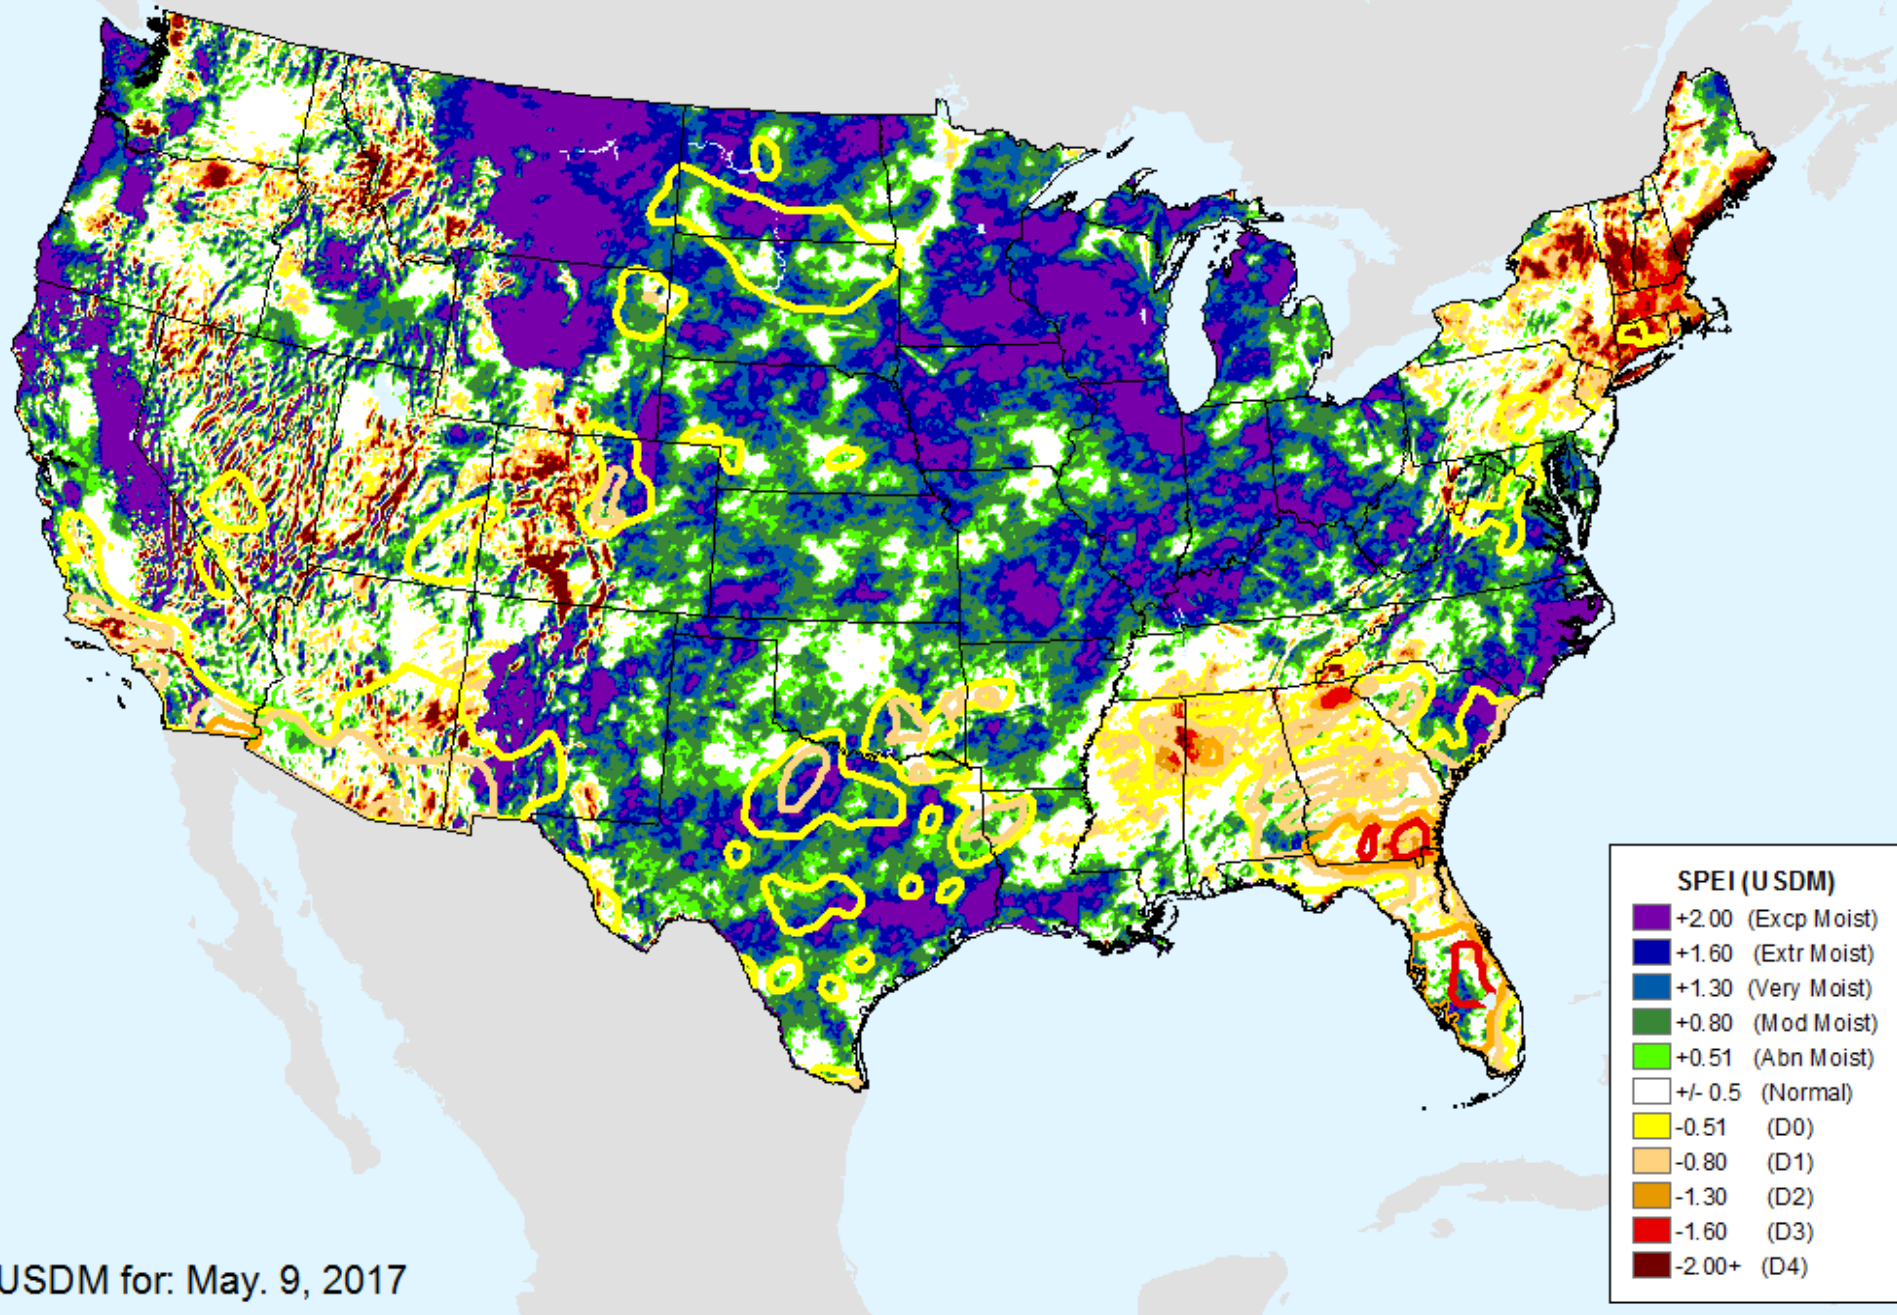 SPEI (USDM)
+2.00 (Excp Moist)
+1.60 (Extr Moist)
+1.30 (Very Moist)
+0.80 (Mod Moist)
+0.51 (Abn Moist)
+/- 0.5 (Normal)
-0.51 (D0)
-0.80 (D1)
-1.30 (D2)
-1.60 (D3)
-2.00+ (D4)
USDM for: May. 9, 2017